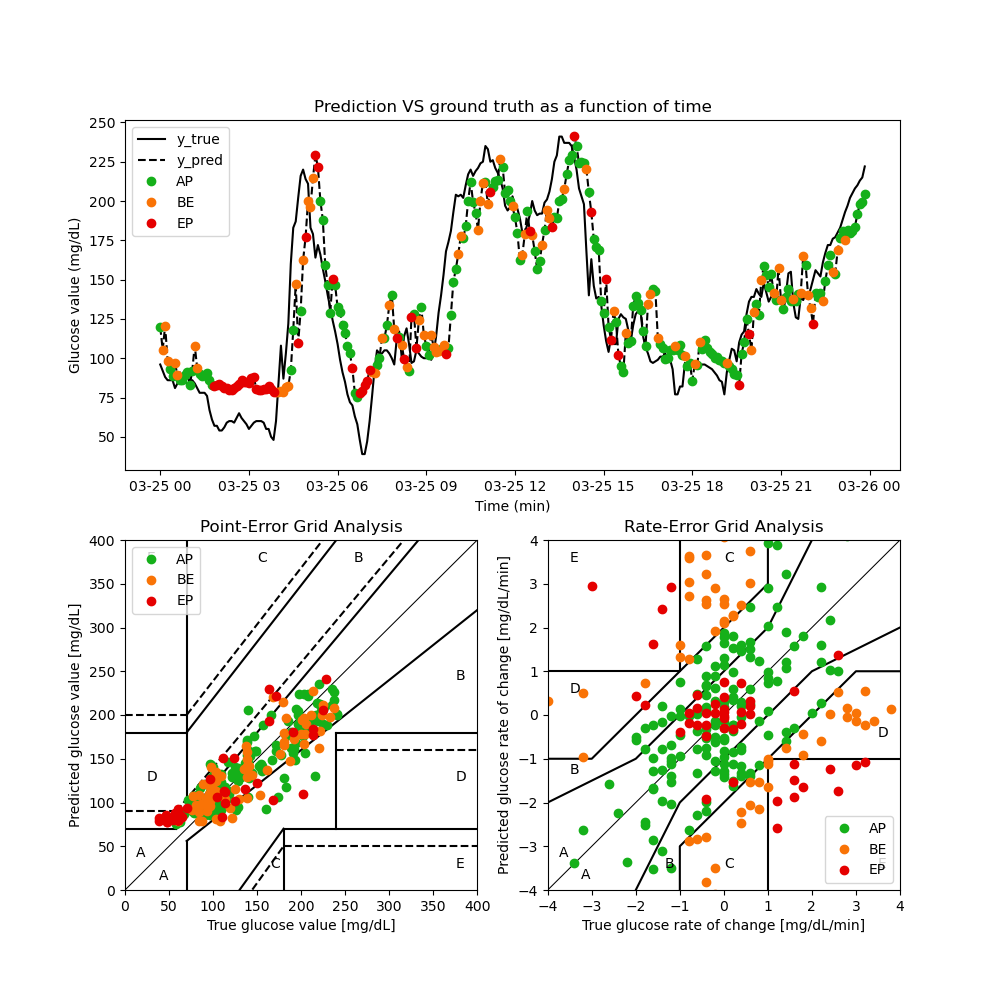 Prediction VS ground truth as a function of time
Glucose value (mg/dL)
250
225
200
175
150
125
100
75
50
y_true
y_pred
AP
BE
EP
03-25 00 03-25 03 03-25 06 03-25 09 03-25 12 03-25 15 03-25 18 03-25 21 03-26 00
Time (min)
Point-Error Grid Analysis
Predicted glucose value [mg/dL]
400
350
300
250
200
150
100
50
0
AP
BE
EP
C
B
B
D
D
A
A
C
E
0 50 100 150 200 250 300 350 400
True glucose value [mg/dL]
Rate-Error Grid Analysis
Predicted glucose rate of change [mg/dL/min]
4
3
2
1
0
−1
−2
−3
−4
E
C
D
D
B
A
A
B
C
AP
BE
EP
−4 −3 −2 −1 0 1 2 3 4
True glucose rate of change [mg/dL/min]